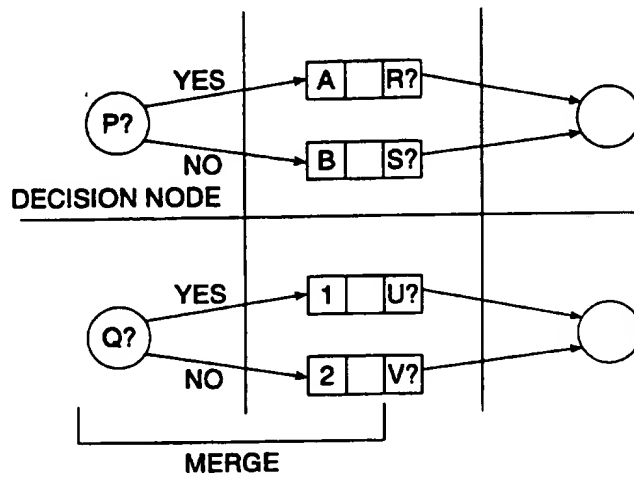 YES
A R?
P?
B S?
NO
DECISION NODE
YES
1 U?
Q?
2 V?
NO
MERGE